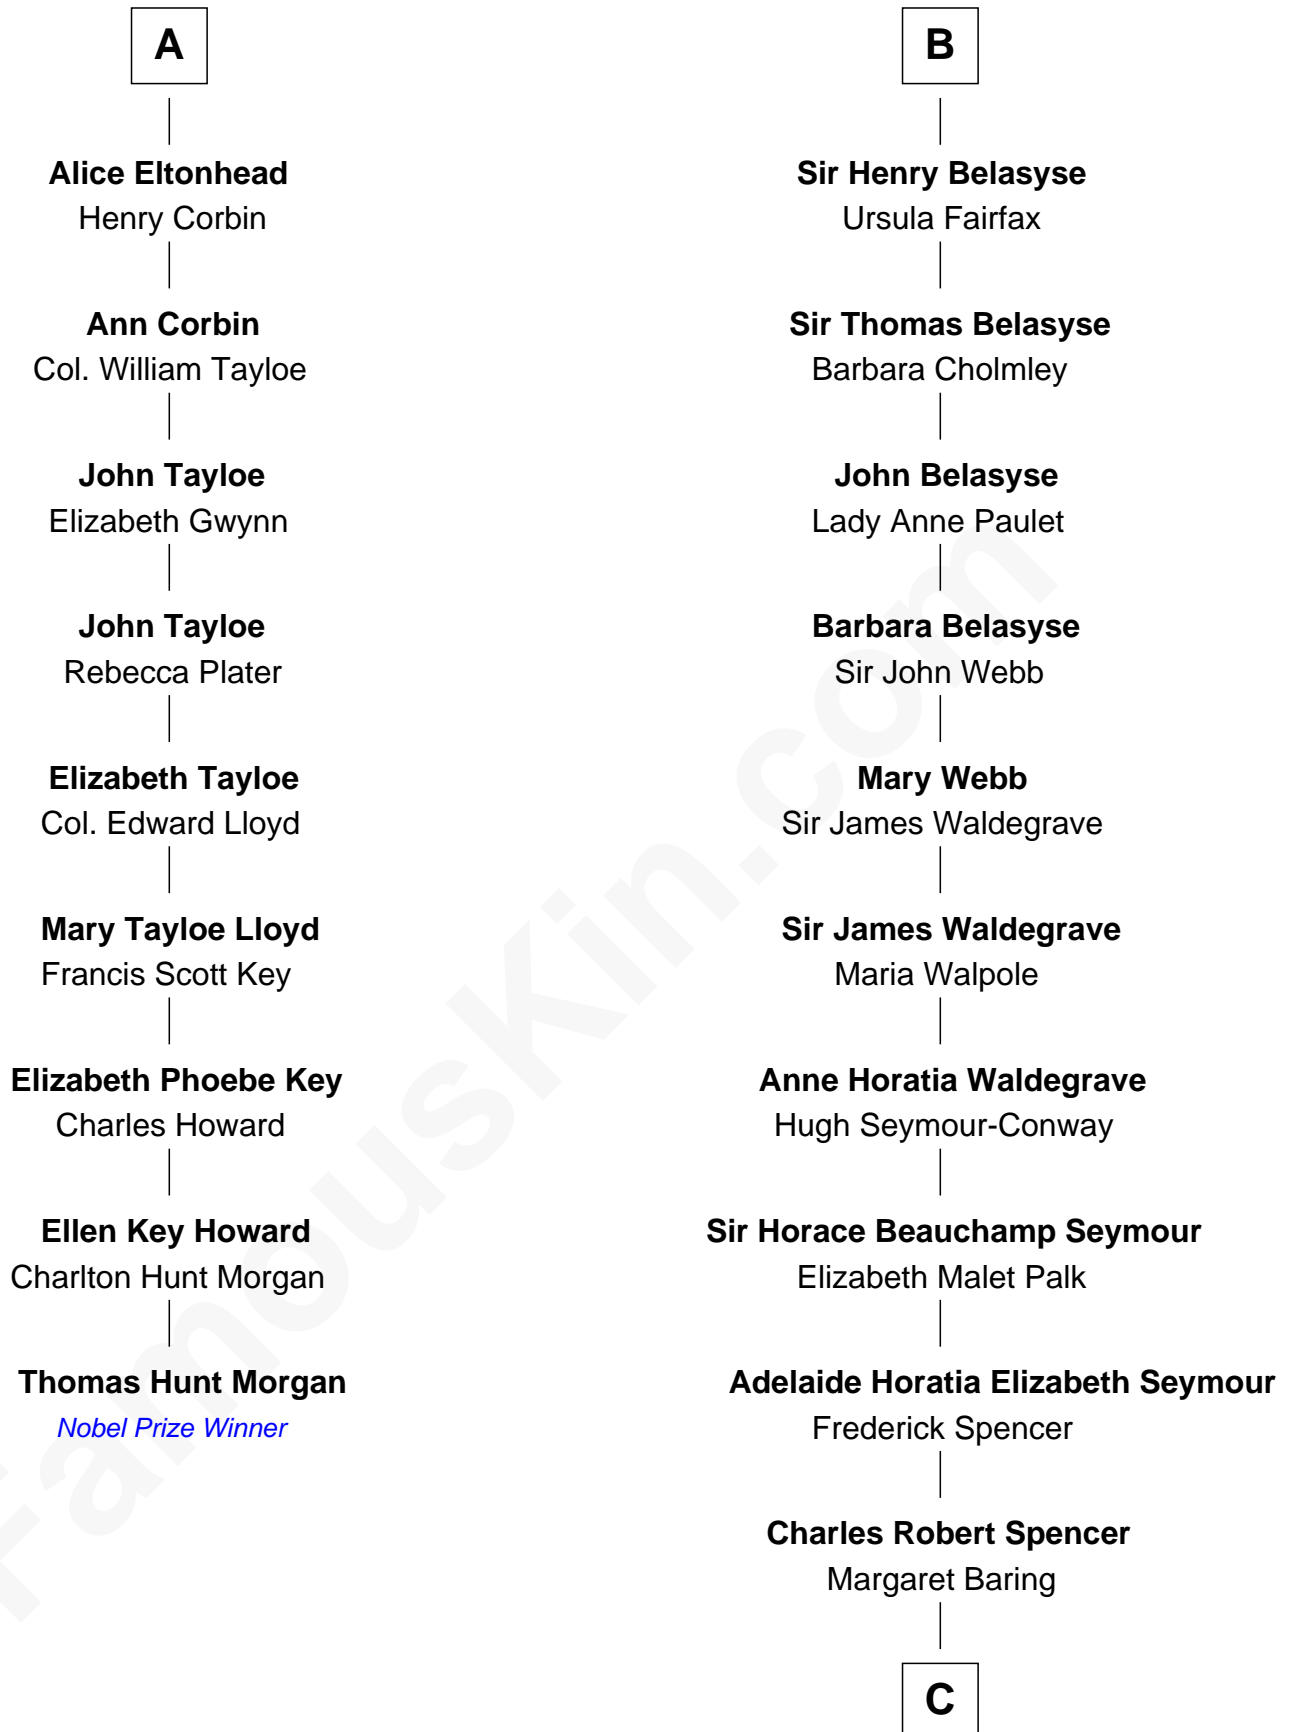 A
Alice Eltonhead
Henry Corbin
Ann Corbin
Col. William Tayloe
John Tayloe
Elizabeth Gwynn
John Tayloe
Rebecca Plater
Elizabeth Tayloe
Col. Edward Lloyd
Mary Tayloe Lloyd
Francis Scott Key
Elizabeth Phoebe Key
Charles Howard
Ellen Key Howard
Charlton Hunt Morgan
Thomas Hunt Morgan
Nobel Prize Winner
B
Sir Henry Belasyse
Ursula Fairfax
Sir Thomas Belasyse
Barbara Cholmley
John Belasyse
Lady Anne Paulet
Barbara Belasyse
Sir John Webb
Mary Webb
Sir James Waldegrave
Sir James Waldegrave
Maria Walpole
Anne Horatia Waldegrave
Hugh Seymour-Conway
Sir Horace Beauchamp Seymour
Elizabeth Malet Palk
Adelaide Horatia Elizabeth Seymour
Frederick Spencer
Charles Robert Spencer
Margaret Baring
C
FamousKin.com